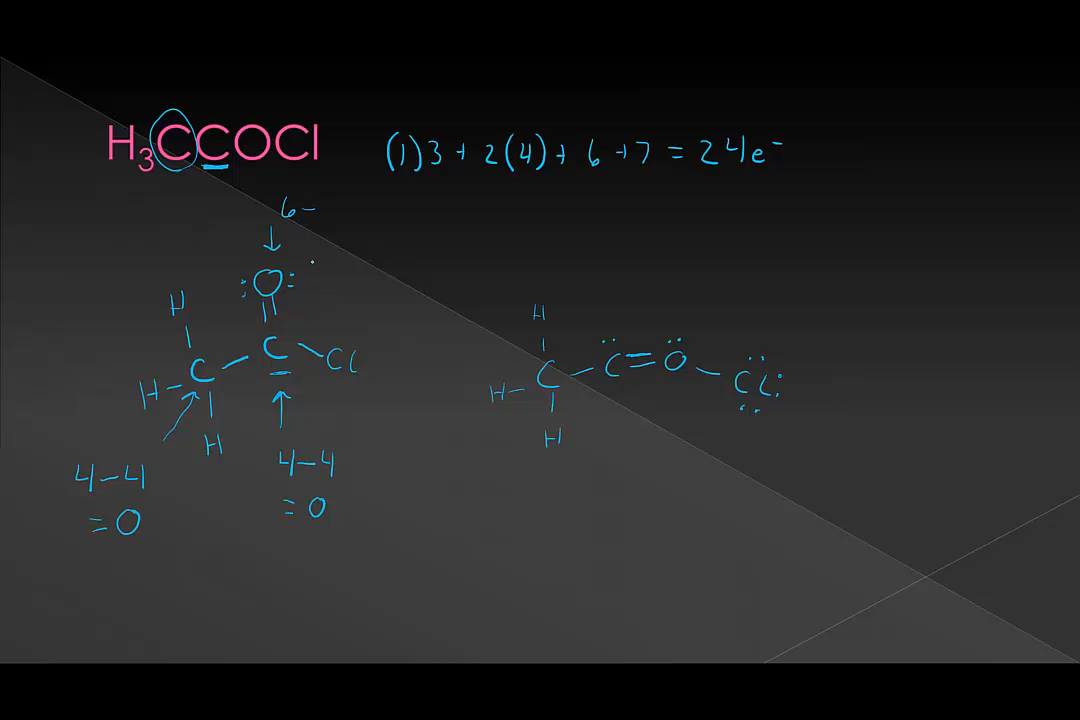 H₃CCOCl (1)3 + 2(4) + 6 + 7 = 24e⁻
6 -
:O:
H
||
C
C - C - Cl
H - C
H
4 - 4
= 0
4 - 4
= 0
H
H - C - C = O - Cl:
H